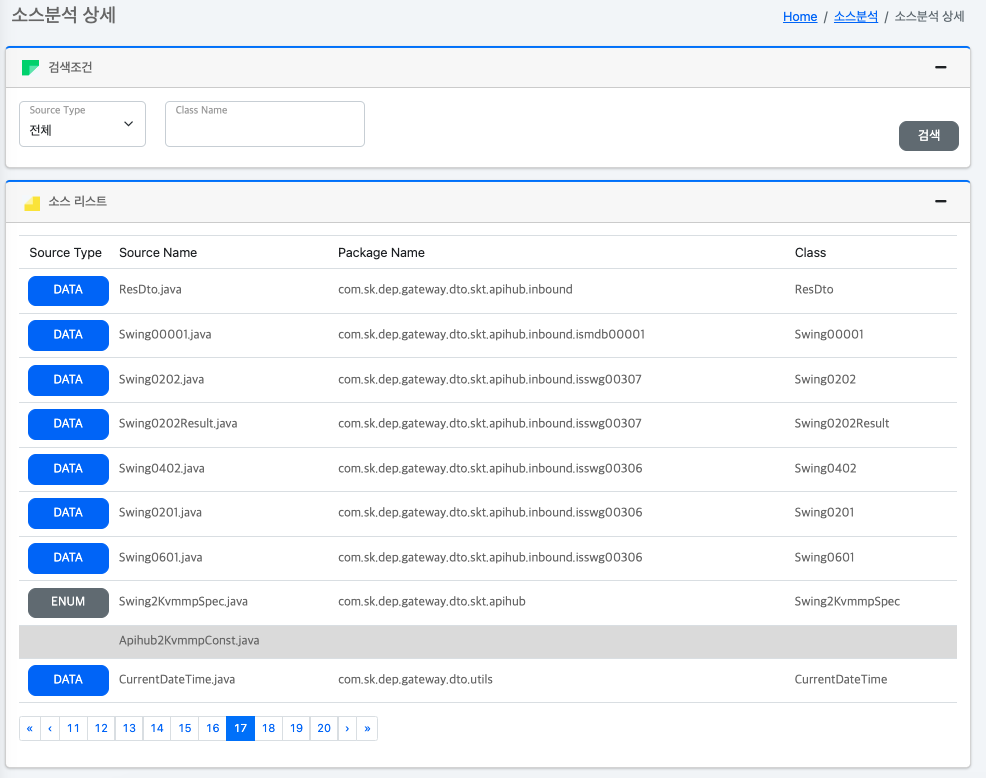 소스분석 상세
Home / 소스분석 / 소스분석 상세
검색조건
Source Type
전체
Class Name
검색
소스 리스트
Source Type Source Name Package Name Class
DATA ResDto.java com.sk.dep.gateway.dto.skt.apihub.inbound ResDto
DATA Swing00001.java com.sk.dep.gateway.dto.skt.apihub.inbound.ismdb00001 Swing00001
DATA Swing0202.java com.sk.dep.gateway.dto.skt.apihub.inbound.isswg00307 Swing0202
DATA Swing0202Result.java com.sk.dep.gateway.dto.skt.apihub.inbound.isswg00307 Swing0202Result
DATA Swing0402.java com.sk.dep.gateway.dto.skt.apihub.inbound.isswg00306 Swing0402
DATA Swing0201.java com.sk.dep.gateway.dto.skt.apihub.inbound.isswg00306 Swing0201
DATA Swing0601.java com.sk.dep.gateway.dto.skt.apihub.inbound.isswg00306 Swing0601
ENUM Swing2KvmmpSpec.java com.sk.dep.gateway.dto.skt.apihub Swing2KvmmpSpec
Apihub2KvmmpConst.java
DATA CurrentDateTime.java com.sk.dep.gateway.dto.utils CurrentDateTime
« ‹ 11 12 13 14 15 16 17 18 19 20 › »